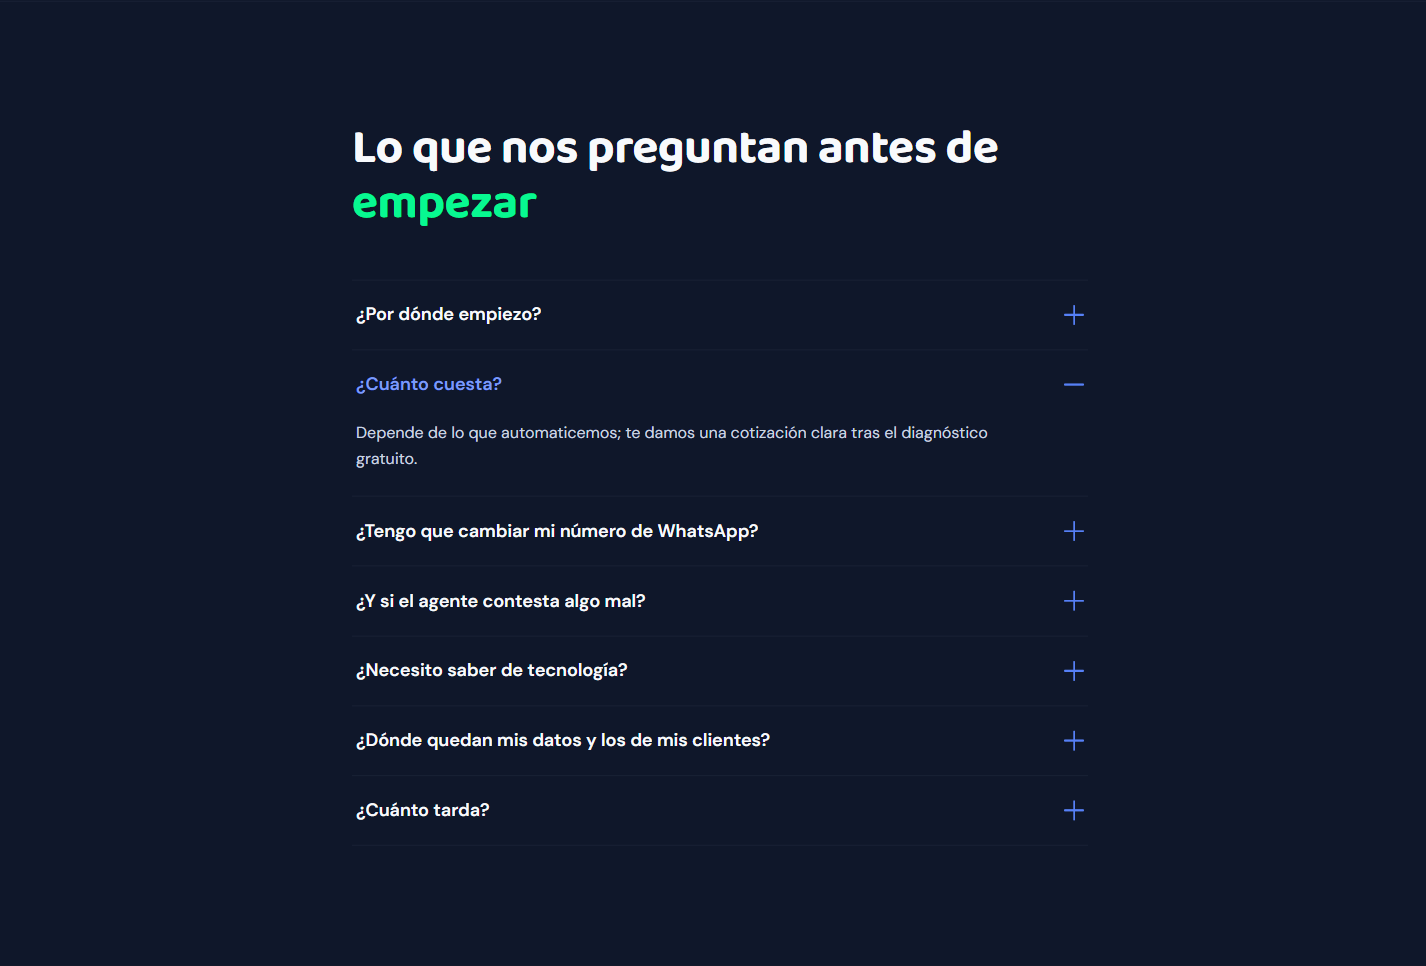 Lo que nos preguntan antes de
empezar
¿Por dónde empiezo?
¿Cuánto cuesta?
Depende de lo que automaticemos; te damos una cotización clara tras el diagnóstico
gratuito.
¿Tengo que cambiar mi número de WhatsApp?
¿Y si el agente contesta algo mal?
¿Necesito saber de tecnología?
¿Dónde quedan mis datos y los de mis clientes?
¿Cuánto tarda?